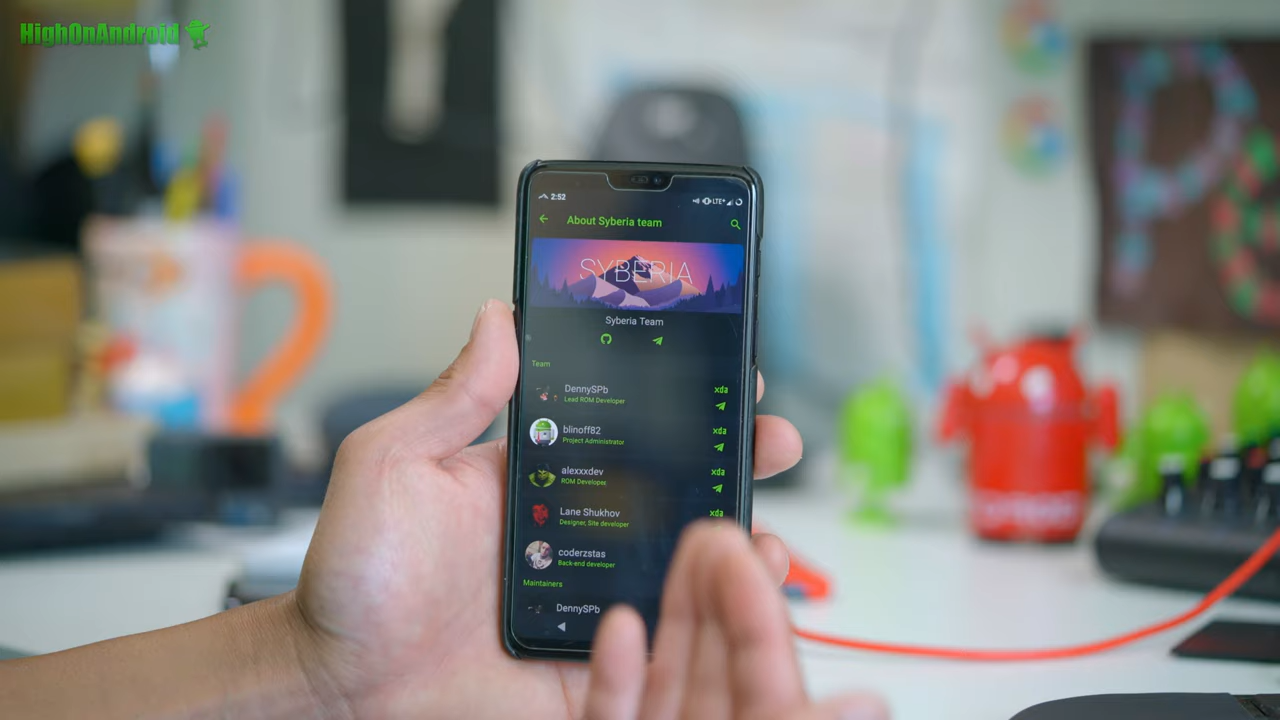 HighOnAndroid
2:52
LTE+
About Syberia team
SYBERIA
Syberia Team
Team
DennySPb
xda
Lead ROM Developer
blinoff82
xda
Project Administrator
alexxxdev
xda
ROM Developer
Lane Shukhov
xda
Designer, Site developer
coderzstas
Back-end developer
Maintainers
DennySPb